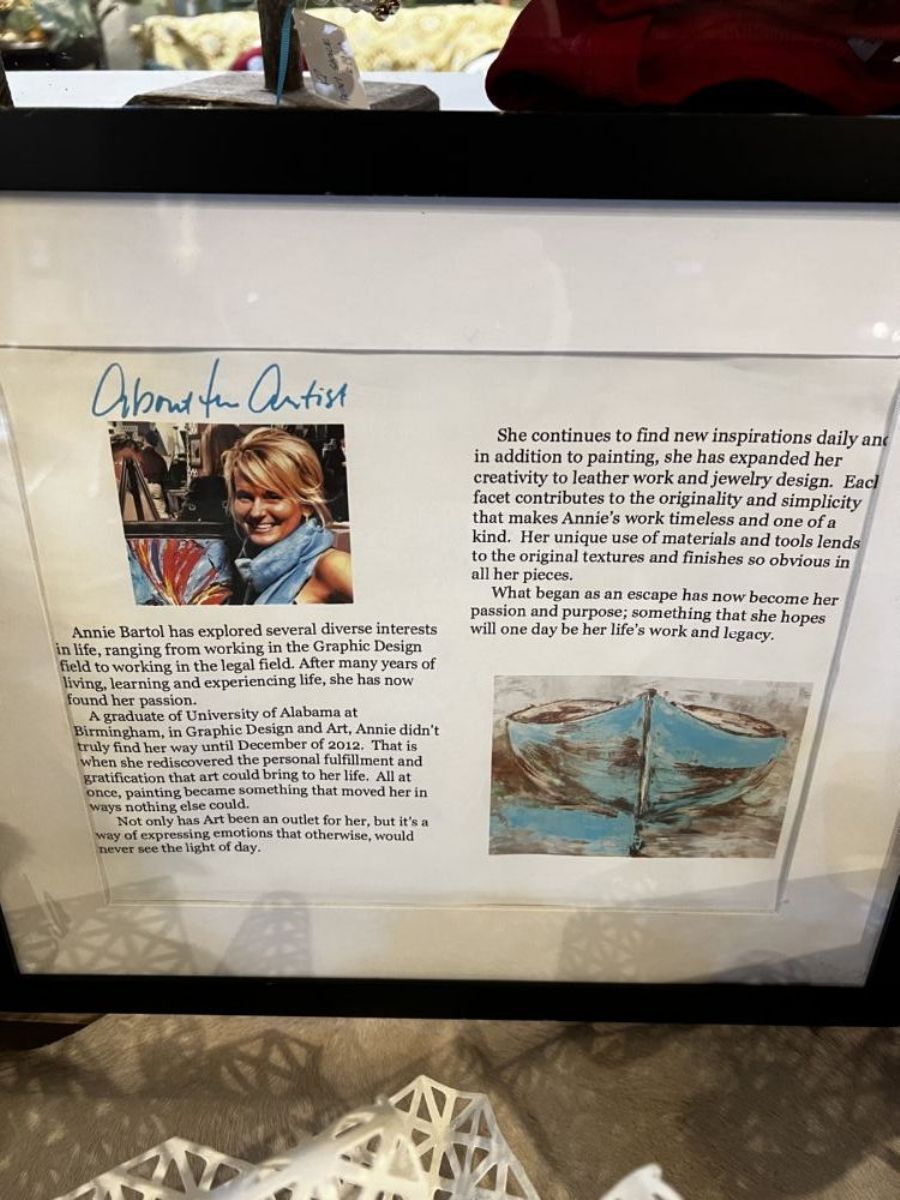 About the Artist
Annie Bartol has explored several diverse interests
in life, ranging from working in the Graphic Design
field to working in the legal field. After many years of
living, learning and experiencing life, she has now
found her passion.
A graduate of University of Alabama at
Birmingham, in Graphic Design and Art, Annie didn't
truly find her way until December of 2012. That is
when she rediscovered the personal fulfillment and
gratification that art could bring to her life. All at
once, painting became something that moved her in
ways nothing else could.
Not only has Art been an outlet for her, but it's a
way of expressing emotions that otherwise, would
never see the light of day.
She continues to find new inspirations daily and
in addition to painting, she has expanded her
creativity to leather work and jewelry design. Each
facet contributes to the originality and simplicity
that makes Annie's work timeless and one of a
kind. Her unique use of materials and tools lends
to the original textures and finishes so obvious in
all her pieces.
What began as an escape has now become her
passion and purpose; something that she hopes
will one day be her life's work and legacy.